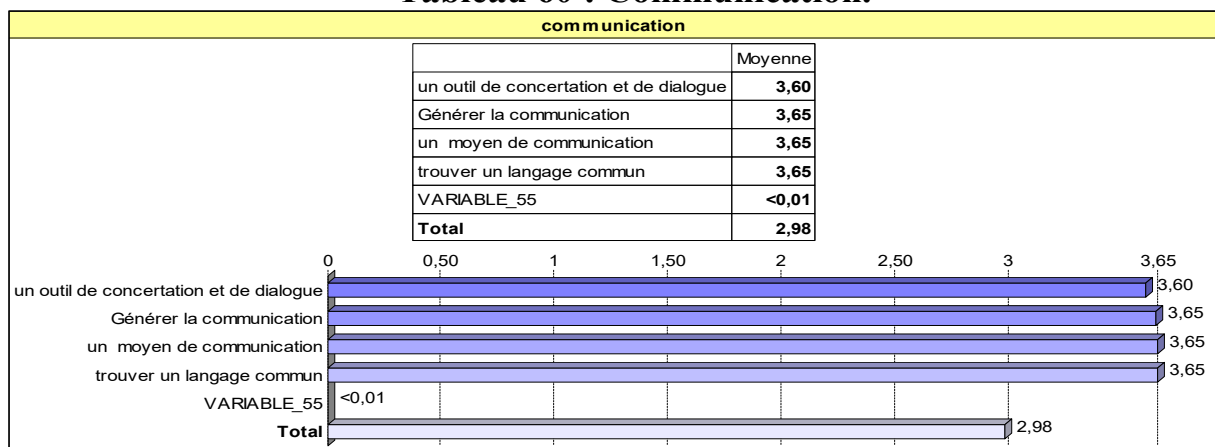 Tableau 60 : Communication.
communication
Moyenne
un outil de concertation et de dialogue 3,60
Générer la communication 3,65
un moyen de communication 3,65
trouver un langage commun 3,65
VARIABLE_55 <0,01
Total 2,98
0 0,50 1 1,50 2 2,50 3 3,65
un outil de concertation et de dialogue 3,60
Générer la communication 3,65
un moyen de communication 3,65
trouver un langage commun 3,65
VARIABLE_55 <0,01
Total 2,98